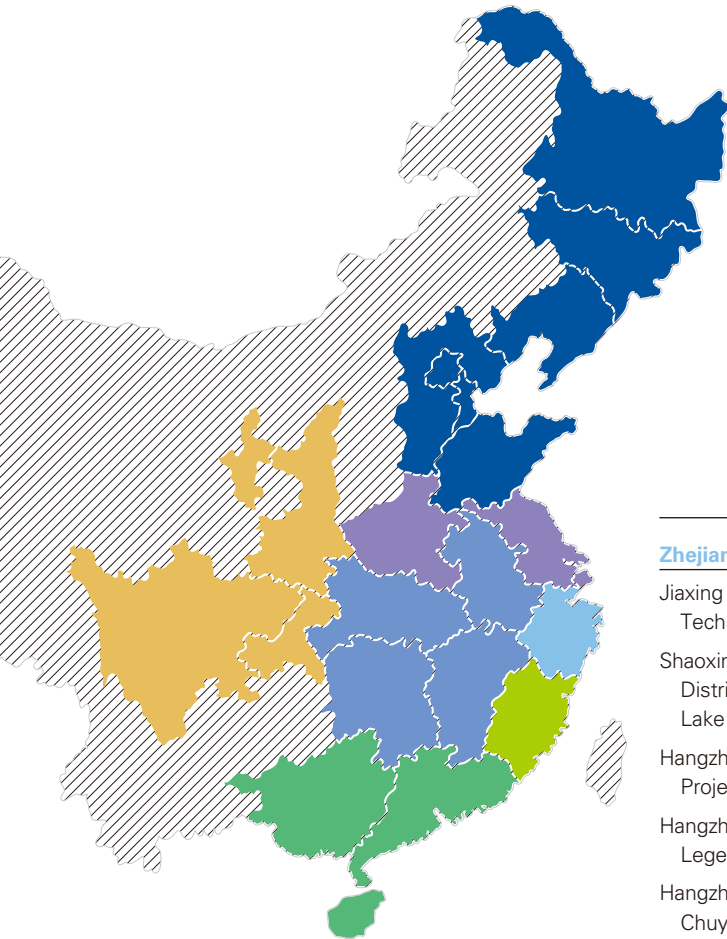 Zhejian
Jiaxing
Tech
Shaoxin
Distri
Lake
Hangzh
Proje
Hangzh
Lege
Hangzh
Chuy